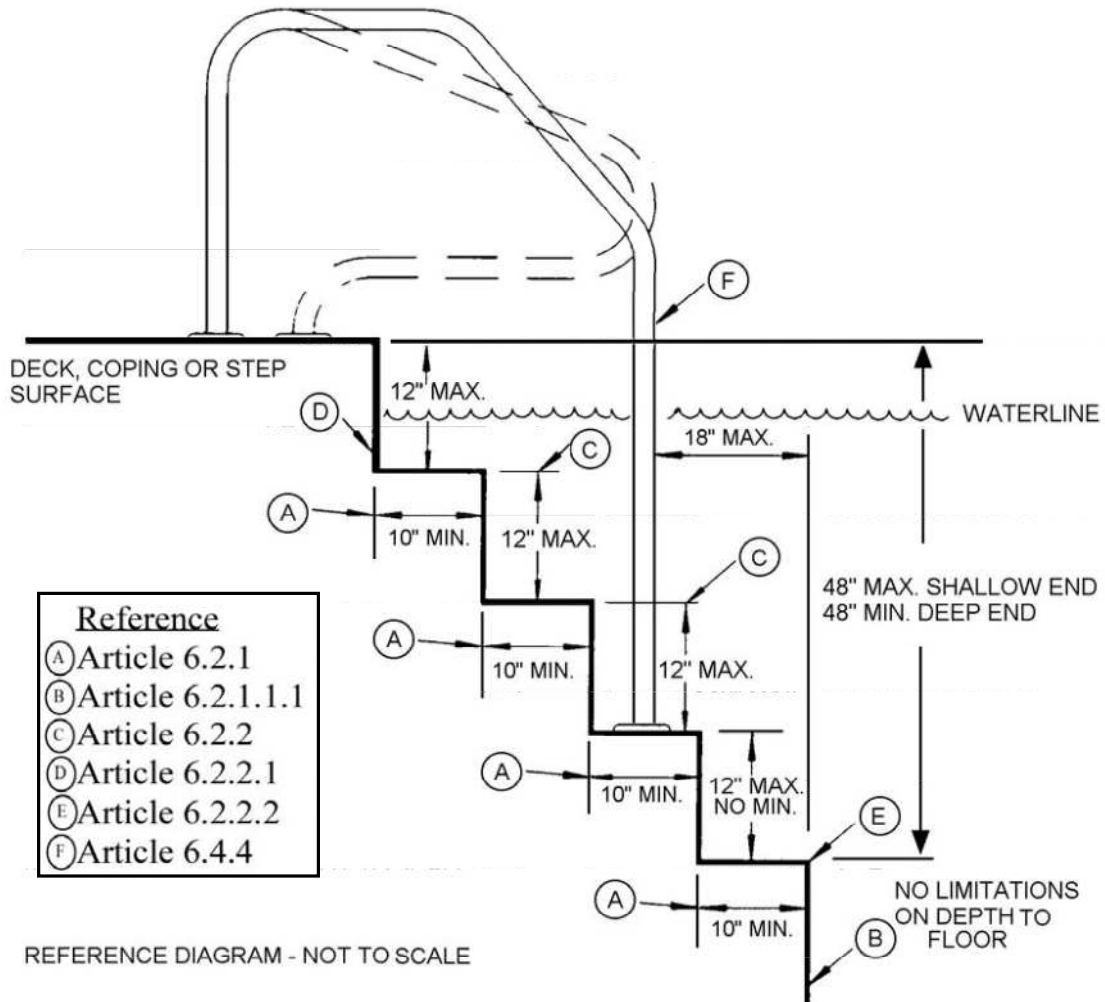 F
DECK, COPING OR STEP
SURFACE
12" MAX.
D
WATERLINE
18" MAX.
C
A
10" MIN.
12" MAX.
C
48" MAX. SHALLOW END
48" MIN. DEEP END
A
10" MIN.
12" MAX.
Reference
A Article 6.2.1
B Article 6.2.1.1.1
C Article 6.2.2
D Article 6.2.2.1
E Article 6.2.2.2
F Article 6.4.4
A
10" MIN.
12" MAX.
NO MIN.
E
A
10" MIN.
NO LIMITATIONS
ON DEPTH TO
FLOOR
B
REFERENCE DIAGRAM - NOT TO SCALE